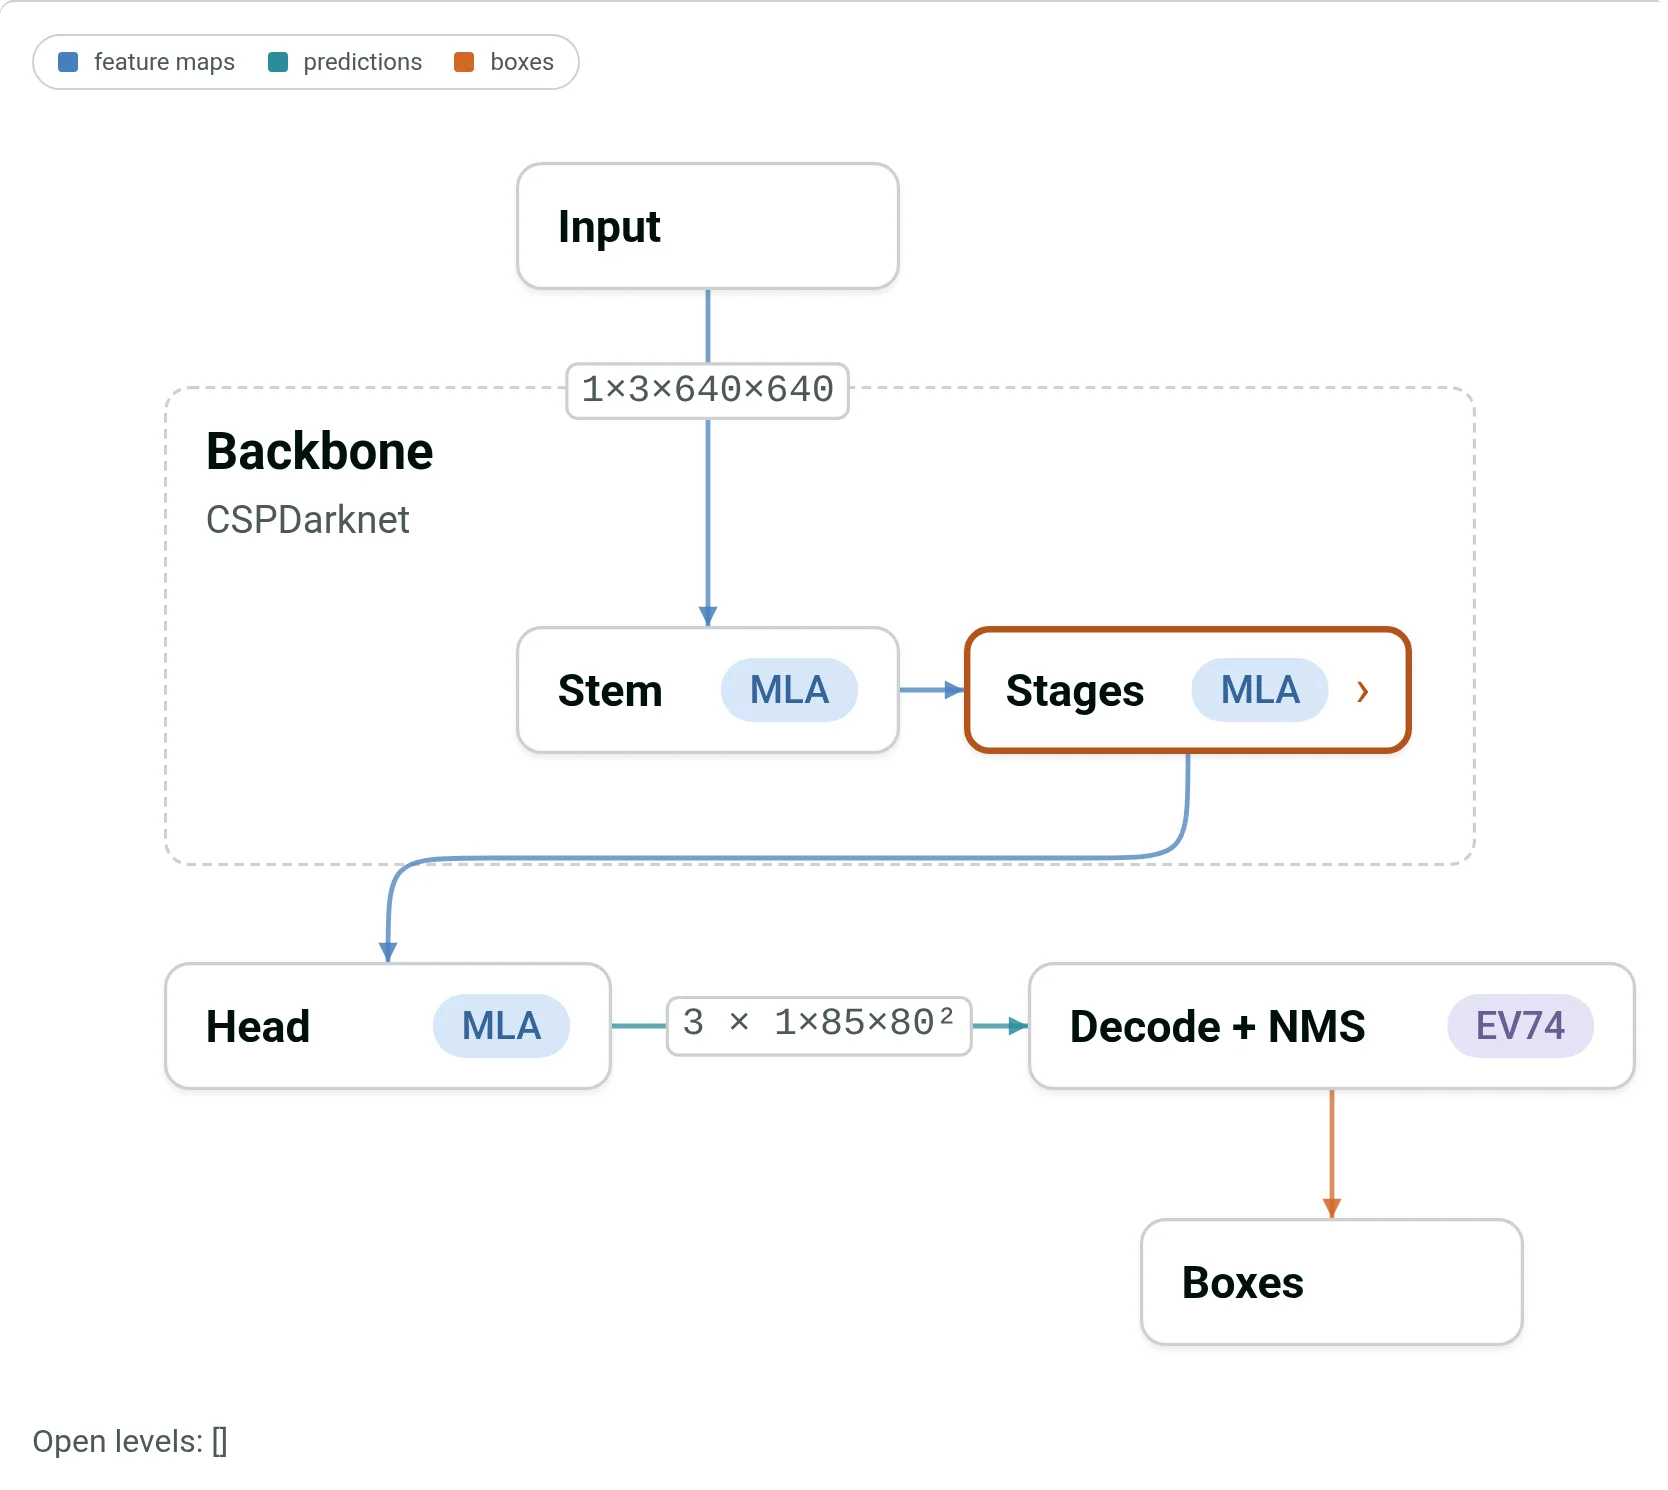 feature maps predictions boxes
Input
1×3×640×640
Backbone
CSPDarknet
Stem MLA
Stages MLA ›
Head MLA
3 × 1×85×80²
Decode + NMS EV74
Boxes
Open levels: []